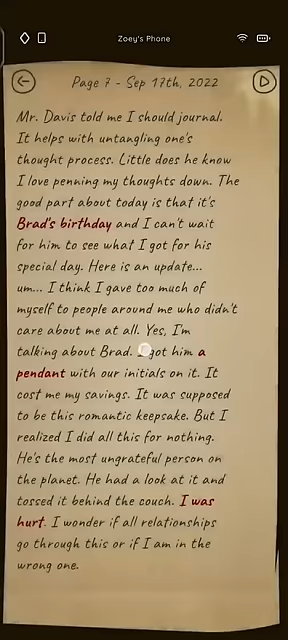 Zoey's Phone
Page 7 - Sep 17th, 2022
Mr. Davis told me I should journal.
It helps with untangling one's
thought process. Little does he know
I love penning my thoughts down. The
good part about today is that it's
Brad's birthday and I can't wait
for him to see what I got for his
special day. Here is an update...
um... I think I gave too much of
myself to people around me who didn't
care about me at all. Yes, I'm
talking about Brad. I got him a
pendant with our initials on it. It
cost me my savings. It was supposed
to be this romantic keepsake. But I
realized I did all this for nothing.
He's the most ungrateful person on
the planet. He had a look at it and
tossed it behind the couch. I was
hurt. I wonder if all relationships
go through this or if I am in the
wrong one.